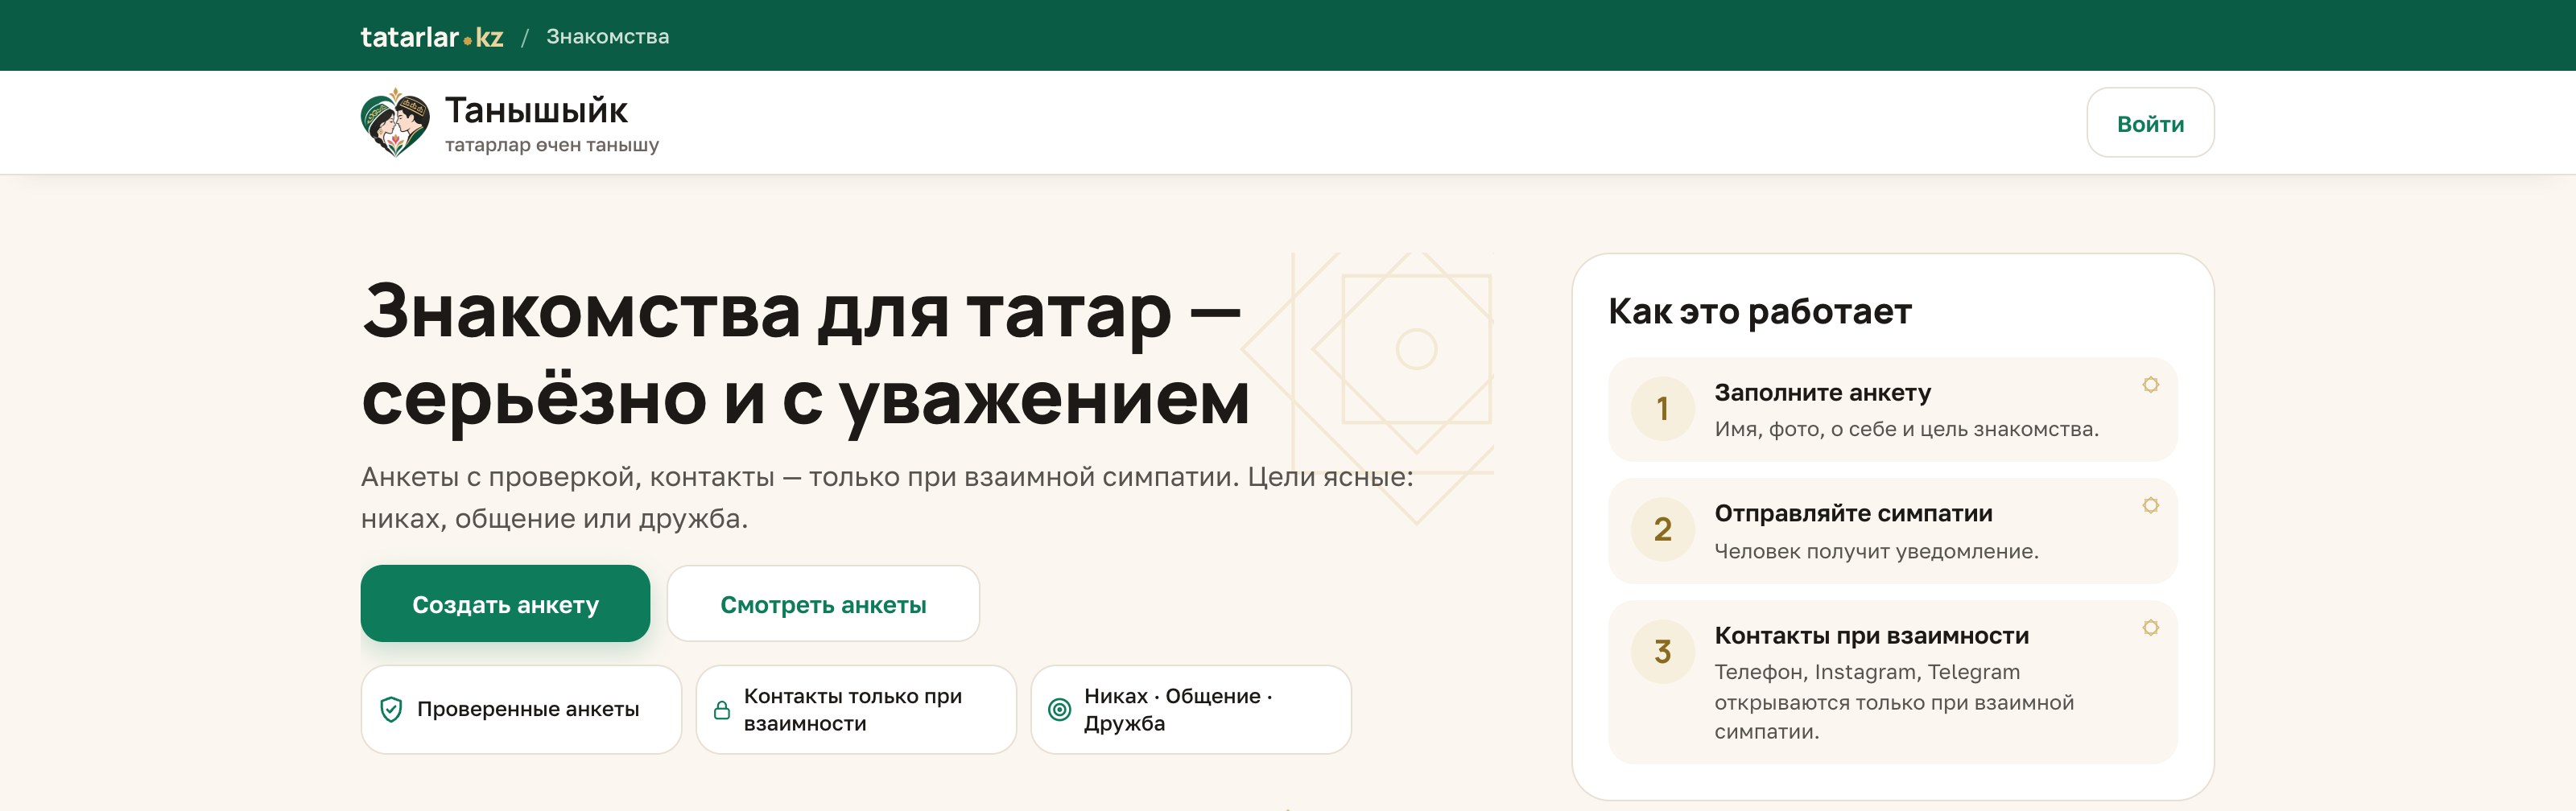 tatarlar.kz / Знакомства
Танышыйк
татарлар өчен танышу
Войти
Знакомства для татар —
серьёзно и с уважением
Анкеты с проверкой, контакты — только при взаимной симпатии. Цели ясные:
никах, общение или дружба.
Создать анкету
Смотреть анкеты
Проверенные анкеты
Контакты только при
взаимности
Никах · Общение ·
Дружба
Как это работает
1
Заполните анкету
Имя, фото, о себе и цель знакомства.
2
Отправляйте симпатии
Человек получит уведомление.
3
Контакты при взаимности
Телефон, Instagram, Telegram
открываются только при взаимной
симпатии.